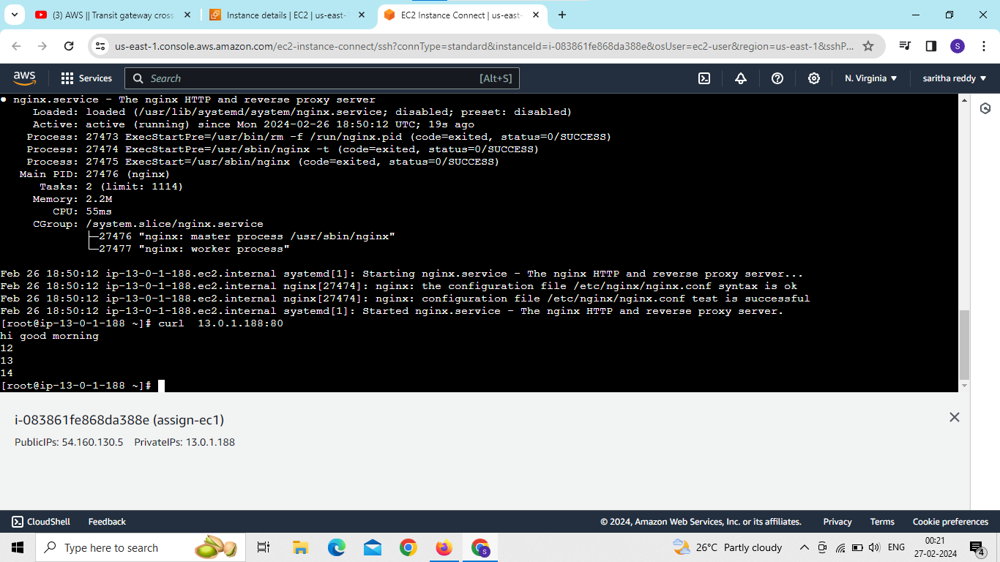 (3) AWS || Transit gateway cross
Instance details | EC2 | us-east-
EC2 Instance Connect | us-east-
us-east-1.console.aws.amazon.com/ec2-instance-connect/ssh?connType=standard&instanceId=i-083861fe868da388e&osUser=ec2-user&region=us-east-1&sshP...
S
aws
Services
Search
[Alt+S]
N. Virginia
saritha reddy
● nginx.service - The nginx HTTP and reverse proxy server
Loaded: loaded (/usr/lib/systemd/system/nginx.service; disabled; preset: disabled)
Active: active (running) since Mon 2024-02-26 18:50:12 UTC; 19s ago
Process: 27473 ExecStartPre=/usr/bin/rm -f /run/nginx.pid (code=exited, status=0/SUCCESS)
Process: 27474 ExecStartPre=/usr/sbin/nginx -t (code=exited, status=0/SUCCESS)
Process: 27475 ExecStart=/usr/sbin/nginx (code=exited, status=0/SUCCESS)
Main PID: 27476 (nginx)
Tasks: 2 (limit: 1114)
Memory: 2.2M
CPU: 55ms
CGroup: /system.slice/nginx.service
├─27476 "nginx: master process /usr/sbin/nginx"
└─27477 "nginx: worker process"
Feb 26 18:50:12 ip-13-0-1-188.ec2.internal systemd[1]: Starting nginx.service - The nginx HTTP and reverse proxy server...
Feb 26 18:50:12 ip-13-0-1-188.ec2.internal nginx[27474]: nginx: the configuration file /etc/nginx/nginx.conf syntax is ok
Feb 26 18:50:12 ip-13-0-1-188.ec2.internal nginx[27474]: nginx: configuration file /etc/nginx/nginx.conf test is successful
Feb 26 18:50:12 ip-13-0-1-188.ec2.internal systemd[1]: Started nginx.service - The nginx HTTP and reverse proxy server.
[root@ip-13-0-1-188 ~]# curl  13.0.1.188:80
hi good morning
12
13
14
[root@ip-13-0-1-188 ~]#
i-083861fe868da388e (assign-ec1)
PublicIPs: 54.160.130.5 PrivateIPs: 13.0.1.188
CloudShell
Feedback
© 2024, Amazon Web Services, Inc. or its affiliates.
Privacy
Terms
Cookie preferences
Type here to search
S
26°C Partly cloudy
ENG
00:21
27-02-2024
4